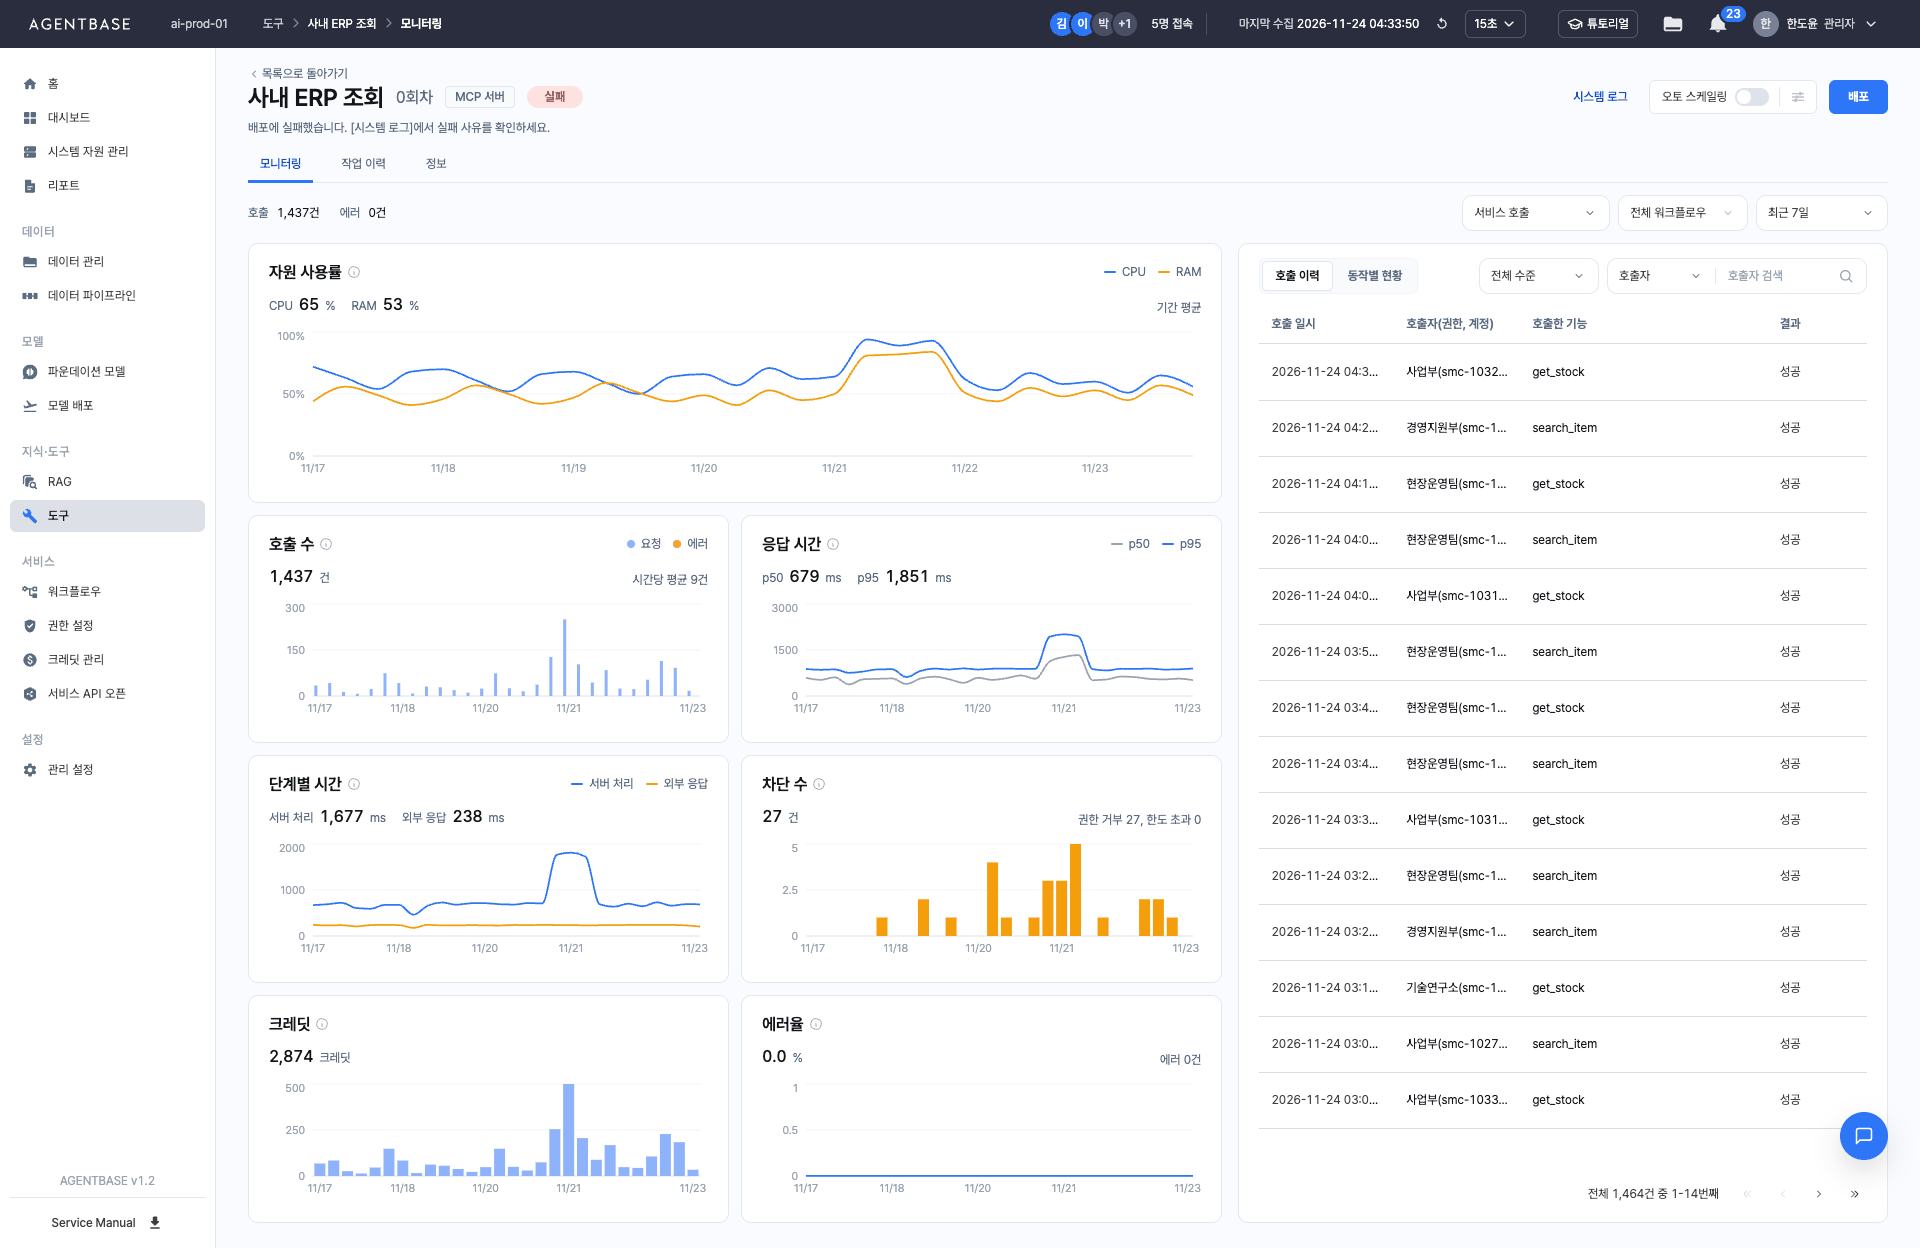 AGENTBASE
ai-prod-01
도구 > 사내 ERP 조회 > 모니터링
김 이 박 +1 5명 접속
마지막 수집 2026-11-24 04:33:50
15초
튜토리얼
23
한 한도윤 관리자
홈
대시보드
시스템 자원 관리
리포트
데이터
데이터 관리
데이터 파이프라인
모델
파운데이션 모델
모델 배포
지식·도구
RAG
도구
서비스
워크플로우
권한 설정
크레딧 관리
서비스 API 오픈
설정
관리 설정
AGENTBASE v1.2
Service Manual
목록으로 돌아가기
사내 ERP 조회 0회차 MCP 서버 실패
배포에 실패했습니다. [시스템 로그]에서 실패 사유를 확인하세요.
시스템 로그
오토 스케일링
배포
모니터링 작업 이력 정보
호출 1,437건 에러 0건
서비스 호출
전체 워크플로우
최근 7일
자원 사용률
CPU RAM
CPU 65 % RAM 53 %
기간 평균
100%
50%
0%
11/17 11/18 11/19 11/20 11/21 11/22 11/23
호출 수
요청 에러
1,437 건
시간당 평균 9건
300
150
0
11/17 11/18 11/20 11/21 11/23
응답 시간
p50 p95
p50 679 ms p95 1,851 ms
3000
1500
0
11/17 11/18 11/20 11/21 11/23
단계별 시간
서버 처리 외부 응답
서버 처리 1,677 ms 외부 응답 238 ms
2000
1000
0
11/17 11/18 11/20 11/21 11/23
차단 수
27 건
권한 거부 27, 한도 초과 0
5
2.5
0
11/17 11/18 11/20 11/21 11/23
크레딧
2,874 크레딧
500
250
0
11/17 11/18 11/20 11/21 11/23
에러율
0.0 %
에러 0건
1
0.5
0
11/17 11/18 11/20 11/21 11/23
호출 이력 동작별 현황
전체 수준
호출자
호출자 검색
호출 일시 호출자(권한, 계정) 호출한 기능 결과
2026-11-24 04:3... 사업부(smc-1032... get_stock 성공
2026-11-24 04:2... 경영지원부(smc-1... search_item 성공
2026-11-24 04:1... 현장운영팀(smc-1... get_stock 성공
2026-11-24 04:0... 현장운영팀(smc-1... search_item 성공
2026-11-24 04:0... 사업부(smc-1031... get_stock 성공
2026-11-24 03:5... 현장운영팀(smc-1... search_item 성공
2026-11-24 03:4... 현장운영팀(smc-1... get_stock 성공
2026-11-24 03:4... 현장운영팀(smc-1... search_item 성공
2026-11-24 03:3... 사업부(smc-1031... get_stock 성공
2026-11-24 03:2... 현장운영팀(smc-1... search_item 성공
2026-11-24 03:2... 경영지원부(smc-1... search_item 성공
2026-11-24 03:1... 기술연구소(smc-1... get_stock 성공
2026-11-24 03:0... 사업부(smc-1027... search_item 성공
2026-11-24 03:0... 사업부(smc-1033... get_stock 성공
전체 1,464건 중 1-14번째